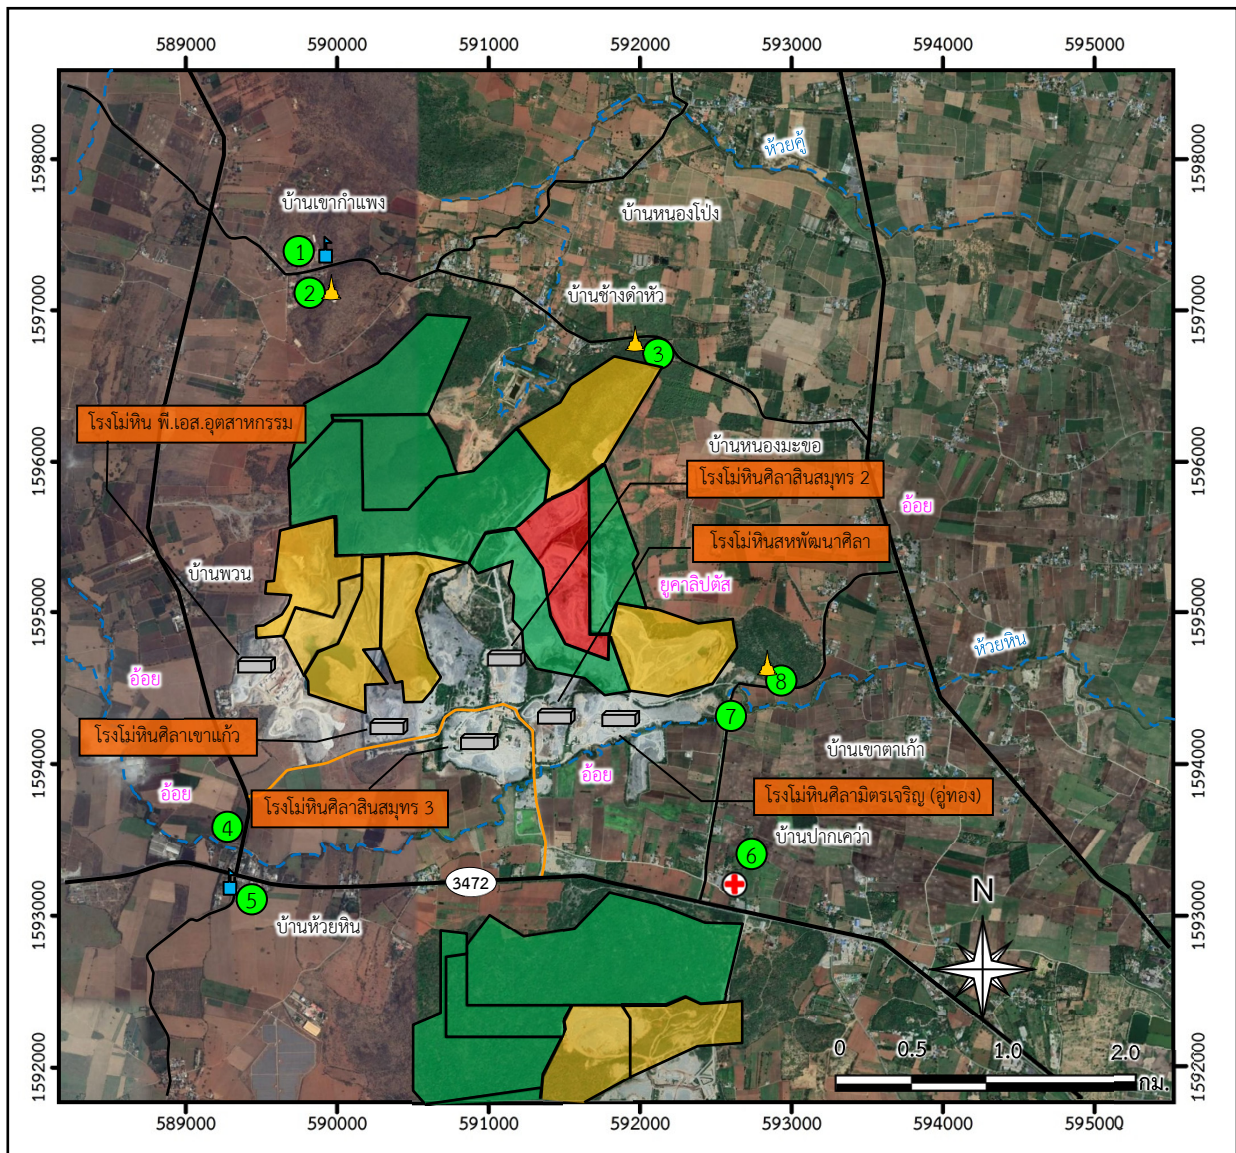 589000 590000 591000 592000 593000 594000 595000
1598000 1598000
ห้วยคู้
บ้านเขากำแพง
บ้านหนองโป่ง
1
2
บ้านช้างดำหัว
1597000 1597000
3
โรงโม่หิน พี.เอส.อุตสาหกรรม
บ้านหนองมะขอ
1596000 1596000
โรงโม่หินศิลาสินสมุทร 2
อ้อย
โรงโม่หินสหพัฒนาศิลา
บ้านพวน
ยูคาลิปตัส
1595000 1595000
ห้วยหิน
อ้อย
8
7
โรงโม่หินศิลาเขาแก้ว
บ้านเขาตาเก้า
1594000 1594000
อ้อย
อ้อย
โรงโม่หินศิลาสินสมุทร 3
โรงโม่หินศิลามิตรเจริญ (อู่ทอง)
4
บ้านปากเคว่า
6
3472
5
N
1593000 1593000
บ้านห้วยหิน
0 0.5 1.0 2.0
กม.
1592000 1592000
589000 590000 591000 592000 593000 594000 595000